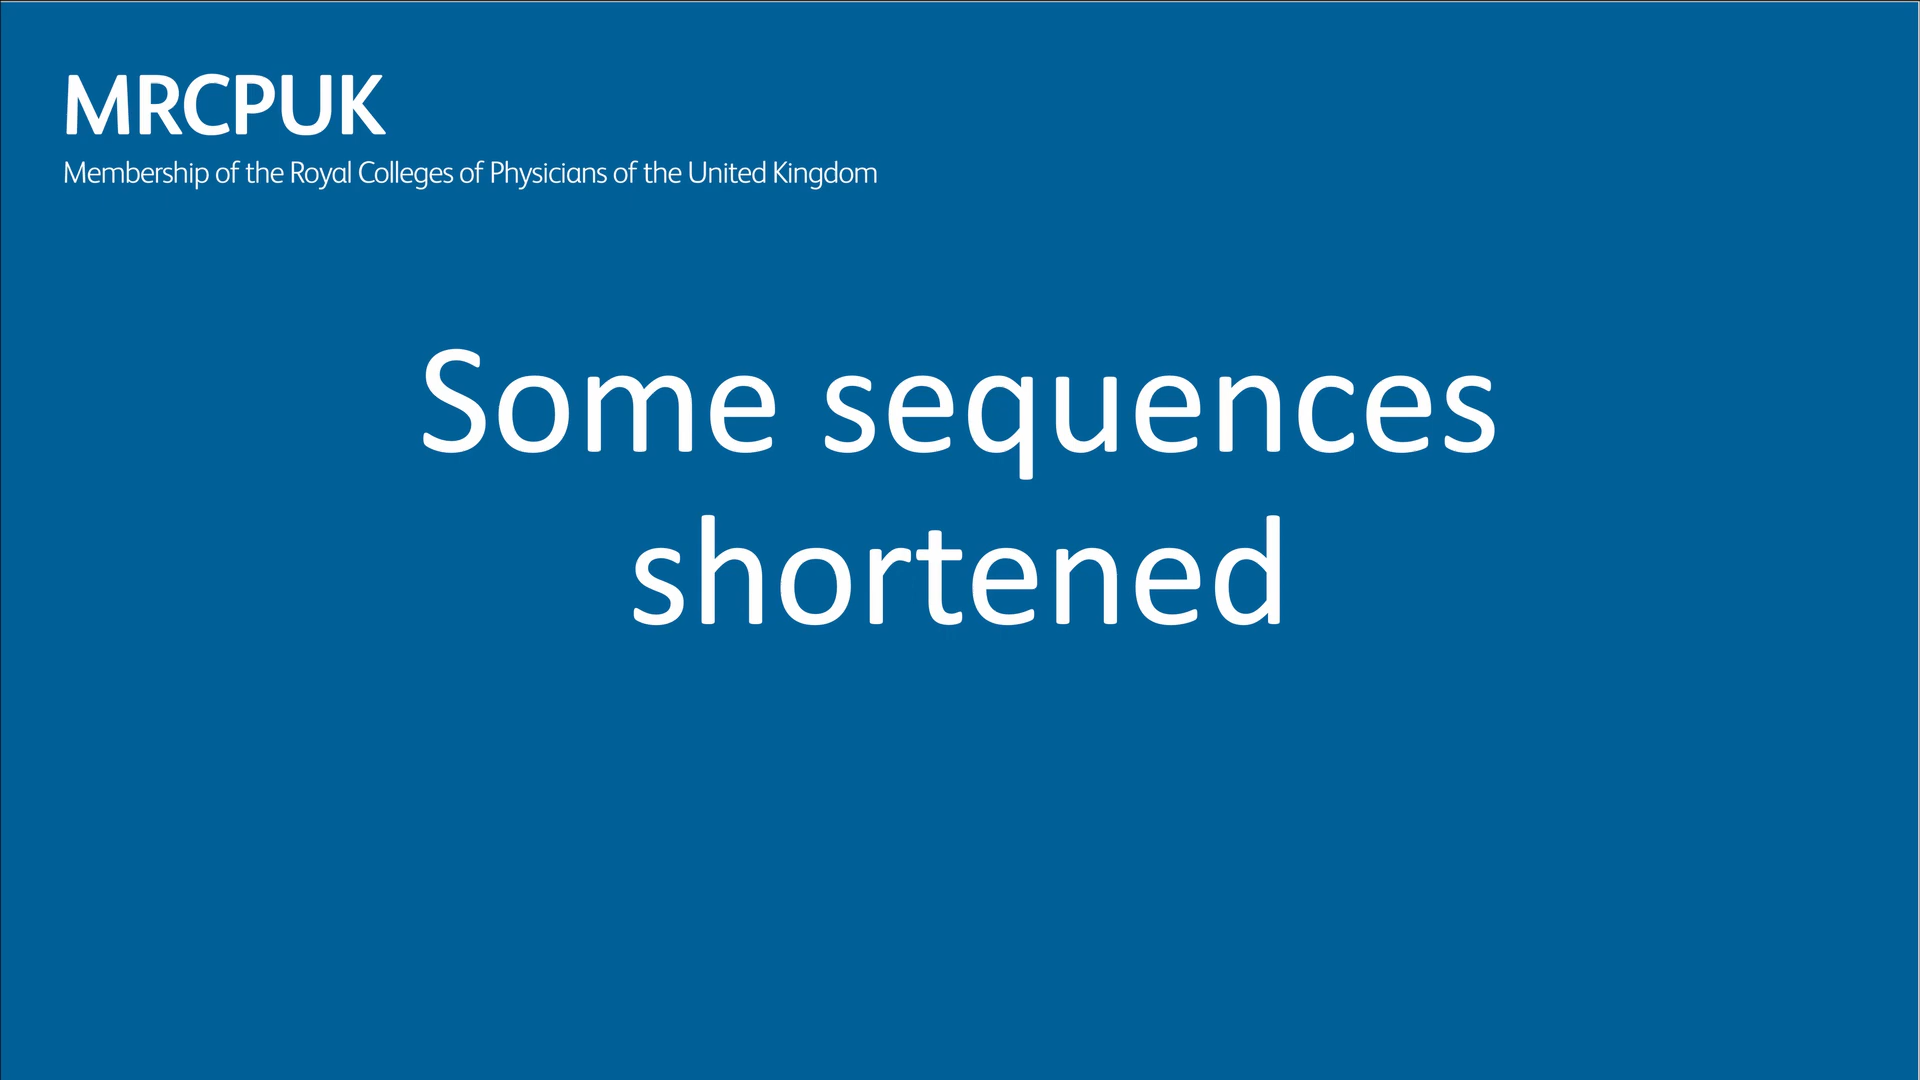 MRCPUK
Membership of the Royal Colleges of Physicians of the United Kingdom
Some sequences
shortened